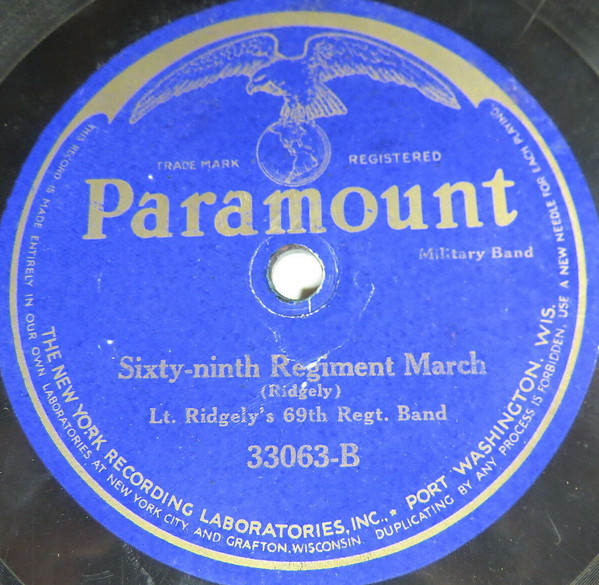 TRADE MARK REGISTERED
Paramount
Military Band
Sixty-ninth Regiment March
(Ridgely)
Lt. Ridgely's 69th Regt. Band
33063-B
THE NEW YORK RECORDING LABORATORIES, INC., * PORT WASHINGTON, WIS.
THIS RECORD IS MADE ENTIRELY IN OUR OWN LABORATORIES AT NEW YORK CITY AND GRAFTON, WISCONSIN. DUPLICATING BY ANY PROCESS IS FORBIDDEN. USE A NEW NEEDLE FOR EACH PLAYING.